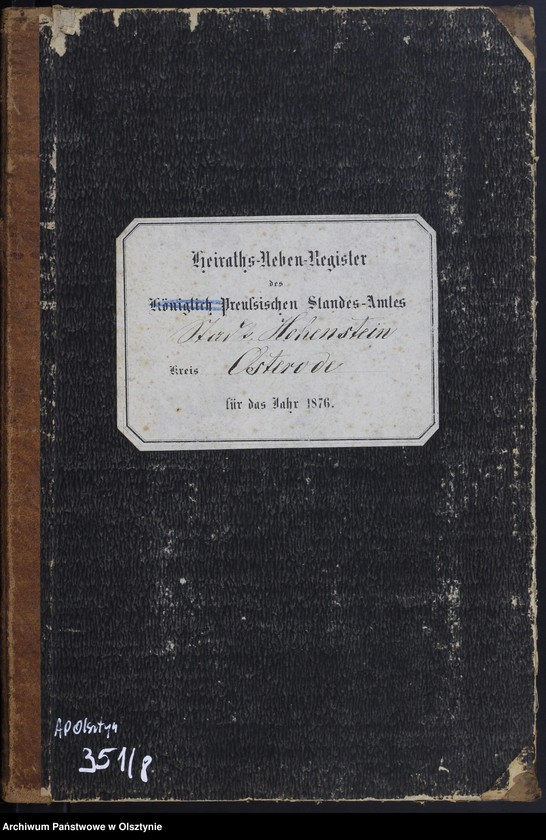 Heiraths-Neben-Register
des
Königlich Preußischen Standes-Amtes
Hohenstein
Kreis Osterode
für das Jahr 1876.
AP Olsztyn
351/8
Archiwum Państwowe w Olsztynie